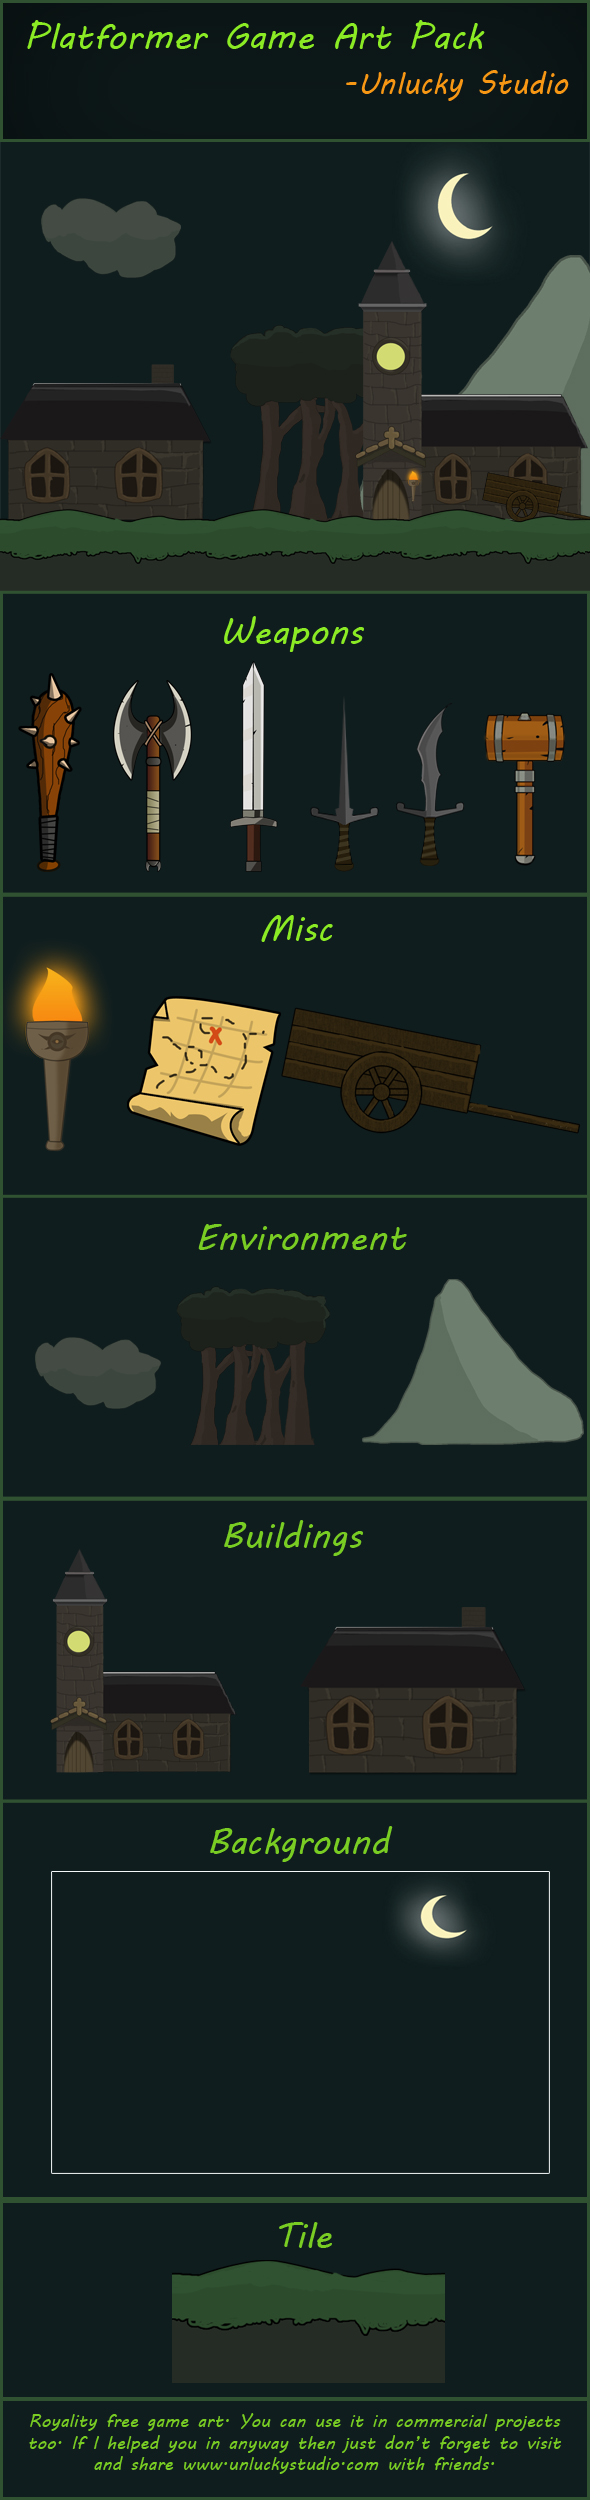 Platformer Game Art Pack
-Unlucky Studio
Weapons
Misc
Environment
Buildings
Background
Tile
Royality free game art. You can use it in commercial projects
too. If I helped you in anyway then just don't forget to visit
and share www.unluckystudio.com with friends.